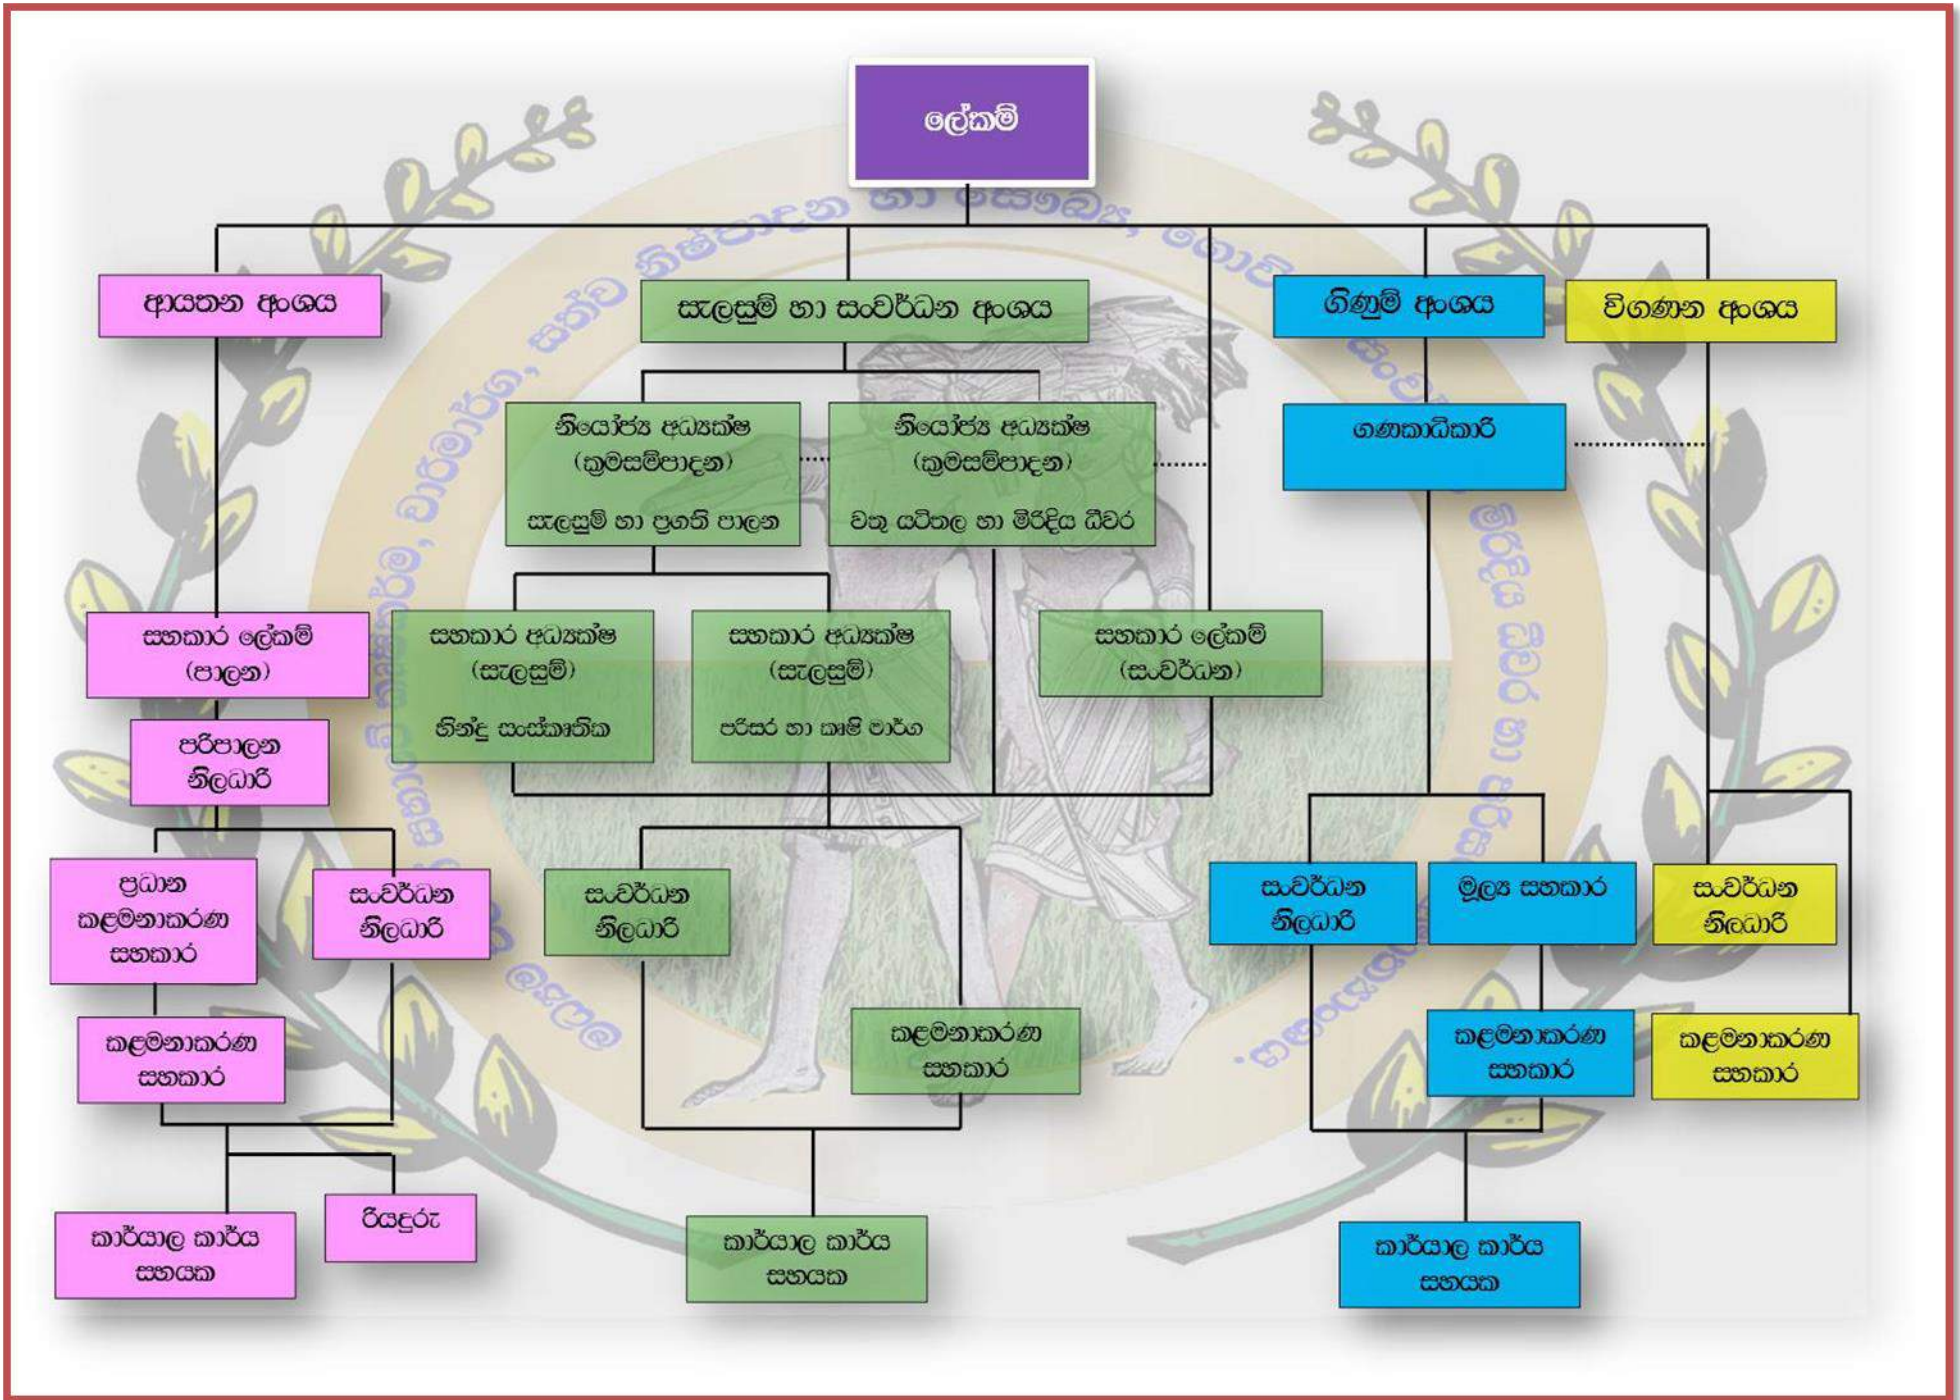 ලේකම්
ආයතන අංශය
සැලසුම් හා සංවර්ධන අංශය
ගිණුම් අංශය
විගණන අංශය
නියෝජ්‍ය අධ්‍යක්ෂ
(ක්‍රමසම්පාදන)
සැලසුම් හා ප්‍රගති පාලන
නියෝජ්‍ය අධ්‍යක්ෂ
(ක්‍රමසම්පාදන)
වතු යටිතල හා මිරිදිය ධීවර
ගණකාධිකාරී
සහකාර ලේකම්
(පාලන)
සහකාර අධ්‍යක්ෂ
(සැලසුම්)
හින්දු සංස්කෘතික
සහකාර අධ්‍යක්ෂ
(සැලසුම්)
පරිසර හා කෘෂි මාර්ග
සහකාර ලේකම්
(සංවර්ධන)
පරිපාලන
නිලධාරී
ප්‍රධාන
කළමනාකරණ
සහකාර
සංවර්ධන
නිලධාරී
සංවර්ධන
නිලධාරී
සංවර්ධන
නිලධාරී
මූල්‍ය සහකාර
සංවර්ධන
නිලධාරී
කළමනාකරණ
සහකාර
කළමනාකරණ
සහකාර
කළමනාකරණ
සහකාර
කළමනාකරණ
සහකාර
කාර්යාල කාර්ය
සහයක
රියදුරු
කාර්යාල කාර්ය
සහයක
කාර්යාල කාර්ය
සහයක